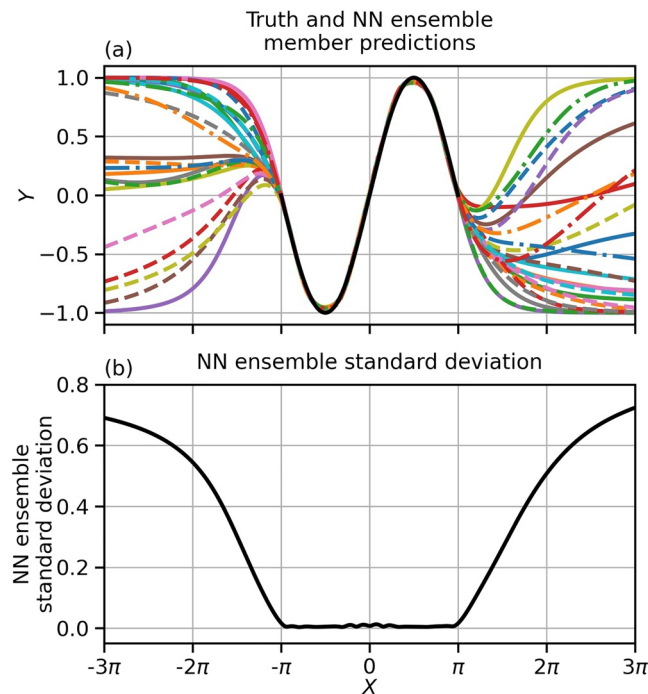 Truth and NN ensemble
member predictions
(a)
1.0
0.5
0.0
−0.5
−1.0
Y
(b)
NN ensemble standard deviation
0.8
0.6
0.4
0.2
0.0
NN ensemble
standard deviation
-3π -2π -π 0 π 2π 3π
X